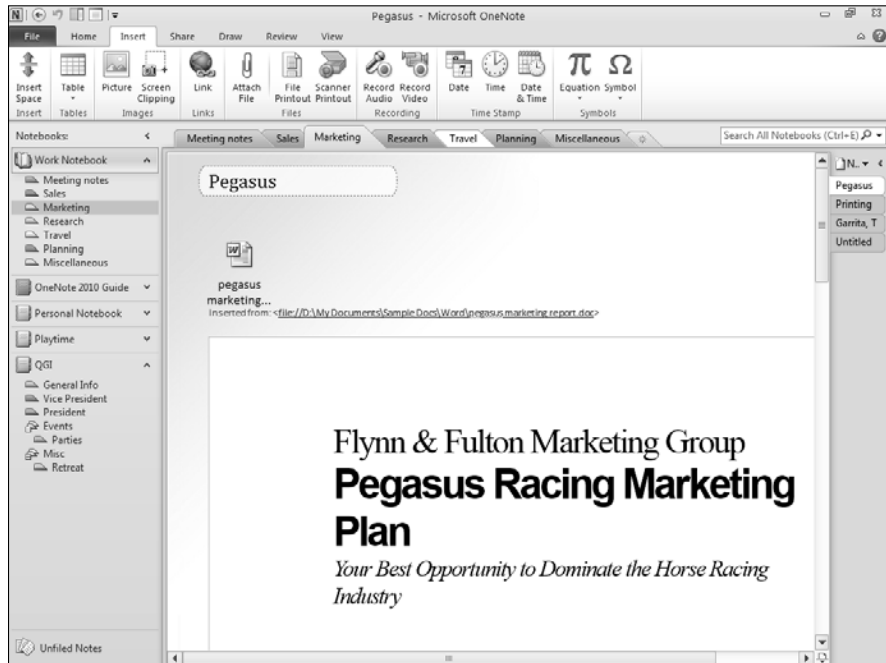 Pegasus - Microsoft OneNote
File Home Insert Share Draw Review View
Insert Space
Table
Picture
Screen Clipping
Link
Attach File
File Printout
Scanner Printout
Record Audio
Record Video
Date
Time
Date & Time
Equation
Symbol
Insert Tables Images Links Files Recording Time Stamp Symbols
Notebooks:
Meeting notes Sales Marketing Research Travel Planning Miscellaneous
Search All Notebooks (Ctrl+E)
Work Notebook
Meeting notes
Sales
Marketing
Research
Travel
Planning
Miscellaneous
OneNote 2010 Guide
Personal Notebook
Playtime
QGI
General Info
Vice President
President
Events
Parties
Misc
Retreat
Unfiled Notes
Pegasus
W
pegasus
marketing...
Inserted from: <file://D:\My Documents\Sample Docs\Word\pegasus marketing report.doc>
Flynn & Fulton Marketing Group
Pegasus Racing Marketing
Plan
Your Best Opportunity to Dominate the Horse Racing
Industry
N..
Pegasus
Printing
Garrita, T
Untitled